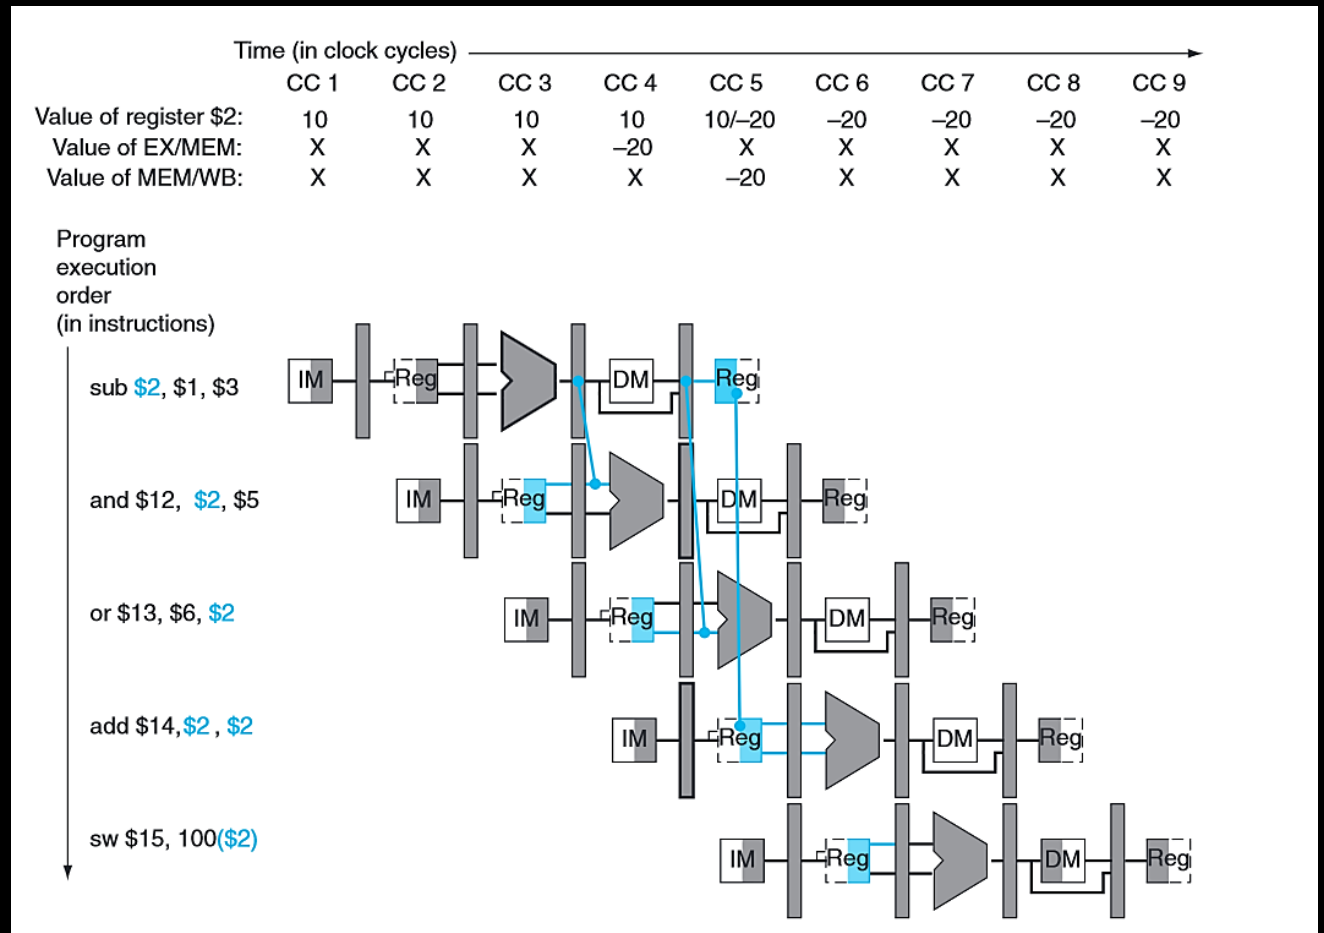 Time (in clock cycles)
CC 1 CC 2 CC 3 CC 4 CC 5 CC 6 CC 7 CC 8 CC 9
Value of register $2: 10 10 10 10 10/–20 –20 –20 –20 –20
Value of EX/MEM: X X X –20 X X X X X
Value of MEM/WB: X X X X –20 X X X X
Program
execution
order
(in instructions)
sub $2, $1, $3 IM Reg DM Reg
and $12, $2, $5 IM Reg DM Reg
or $13, $6, $2 IM Reg DM Reg
add $14,$2 , $2 IM Reg DM Reg
sw $15, 100($2) IM Reg DM Reg